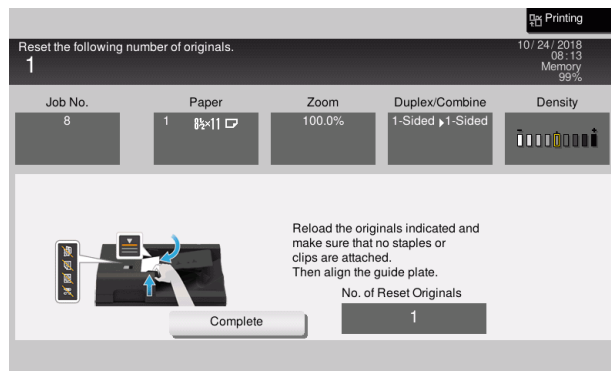 Printing
Reset the following number of originals.
1
10/ 24/ 2018
08 : 13
Memory
99%
Job No.
Paper
Zoom
Duplex/Combine
Density
8
1 8½×11
100.0%
1-Sided ▸1-Sided
- +
Reload the originals indicated and
make sure that no staples or
clips are attached.
Then align the guide plate.
No. of Reset Originals
1
Complete